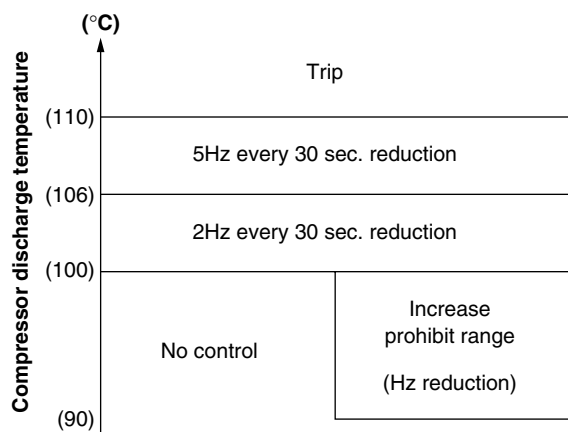 (°C)
Compressor discharge temperature
Trip
(110)
5Hz every 30 sec. reduction
(106)
2Hz every 30 sec. reduction
(100)
Increase
prohibit range
No control
(Hz reduction)
(90)